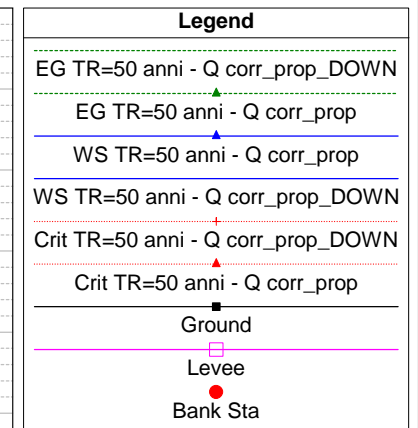 Legend
EG TR=50 anni - Q corr_prop_DOWN
EG TR=50 anni - Q corr_prop
WS TR=50 anni - Q corr_prop
WS TR=50 anni - Q corr_prop_DOWN
Crit TR=50 anni - Q corr_prop_DOWN
Crit TR=50 anni - Q corr_prop
Ground
Levee
Bank Sta